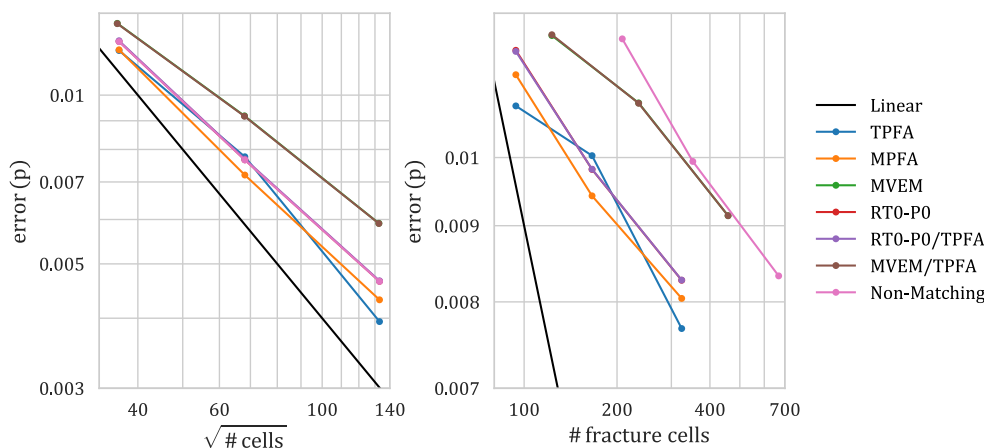 error (p)
0.01
0.007
0.005
0.003
40
60
100
140
√# cells
error (p)
0.01
0.009
0.008
0.007
100
200
400
700
# fracture cells
Linear
TPFA
MPFA
MVEM
RT0-P0
RT0-P0/TPFA
MVEM/TPFA
Non-Matching